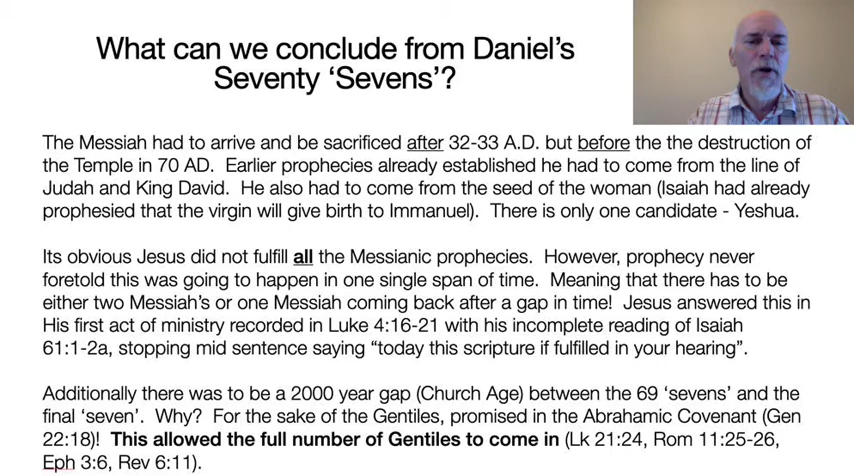 What can we conclude from Daniel's
Seventy 'Sevens'?
The Messiah had to arrive and be sacrificed after 32-33 A.D. but before the the destruction of
the Temple in 70 AD. Earlier prophecies already established he had to come from the line of
Judah and King David. He also had to come from the seed of the woman (Isaiah had already
prophesied that the virgin will give birth to Immanuel). There is only one candidate - Yeshua.
Its obvious Jesus did not fulfill all the Messianic prophecies. However, prophecy never
foretold this was going to happen in one single span of time. Meaning that there has to be
either two Messiah's or one Messiah coming back after a gap in time! Jesus answered this in
His first act of ministry recorded in Luke 4:16-21 with his incomplete reading of Isaiah
61:1-2a, stopping mid sentence saying "today this scripture if fulfilled in your hearing".
Additionally there was to be a 2000 year gap (Church Age) between the 69 'sevens' and the
final 'seven'. Why? For the sake of the Gentiles, promised in the Abrahamic Covenant (Gen
22:18)! This allowed the full number of Gentiles to come in (Lk 21:24, Rom 11:25-26,
Eph 3:6, Rev 6:11).